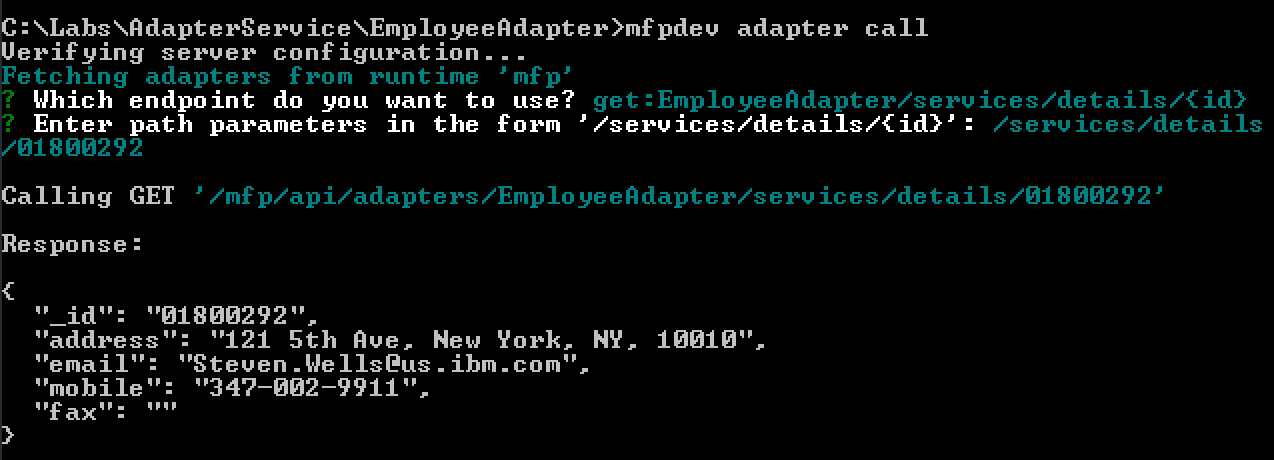 C:\Labs\AdapterService\EmployeeAdapter>mfpdev adapter call
Verifying server configuration...
Fetching adapters from runtime 'mfp'
? Which endpoint do you want to use? get:EmployeeAdapter/services/details/{id}
? Enter path parameters in the form '/services/details/{id}': /services/details
/01800292
Calling GET '/mfp/api/adapters/EmployeeAdapter/services/details/01800292'
Response:
{
  "_id": "01800292",
  "address": "121 5th Ave, New York, NY, 10010",
  "email": "Steven.Wells@us.ibm.com",
  "mobile": "347-002-9911",
  "fax": ""
}